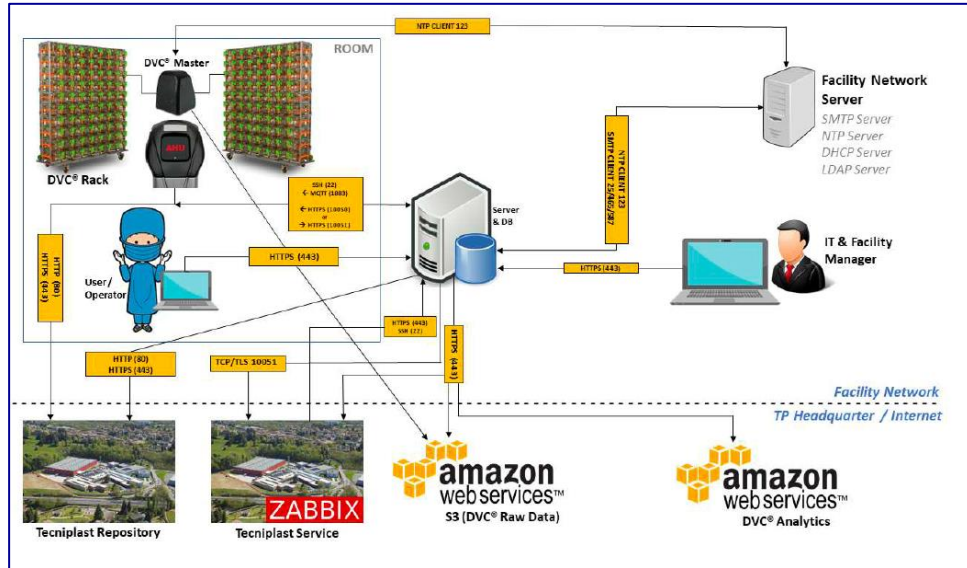 NTP CLIENT 123
ROOM
DVC® Master
AHU
DVC® Rack
Facility Network
Server
SMTP Server
NTP Server
DHCP Server
LDAP Server
NTP CLIENT 123
SMTP CLIENT 25/465/587
SSH (22)
← MQTT (1883)
← HTTPS (10050)
or
→ HTTPS (10051)
Server
& DB
IT & Facility
Manager
HTTPS (443)
HTTPS (443)
User/
Operator
HTTP (80)
HTTPS (443)
HTTPS (443)
SSH (22)
HTTPS (443)
HTTP (80)
HTTPS (443)
TCP/TLS 10051
Facility Network
TP Headquarter / Internet
ZABBIX
amazon
web services™
S3 (DVC® Raw Data)
amazon
web services™
DVC® Analytics
Tecniplast Repository
Tecniplast Service